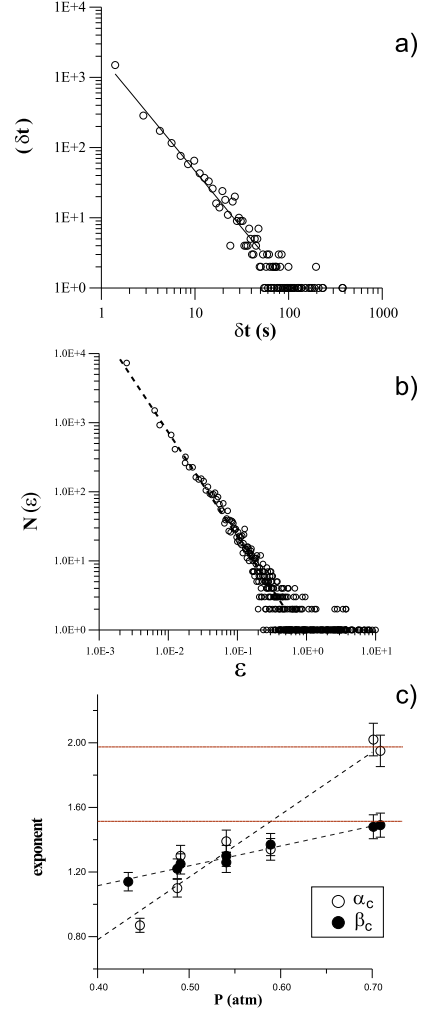 a)
1E+4
1E+3
1E+2
1E+1
1E+0
(δt)
1 10 100 1000
δt (s)
b)
1.0E+4
1.0E+3
1.0E+2
1.0E+1
1.0E+0
N (ε)
1.0E-3 1.0E-2 1.0E-1 1.0E+0 1.0E+1
ε
c)
2.00
1.60
1.20
0.80
exponent
αc
βc
0.40 0.50 0.60 0.70
P (atm)